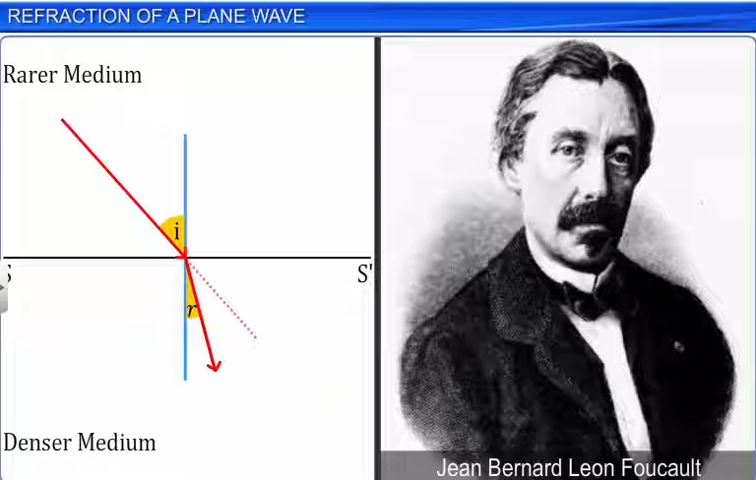 REFRACTION OF A PLANE WAVE
Rarer Medium
i
S
S'
r
Denser Medium
Jean Bernard Leon Foucault